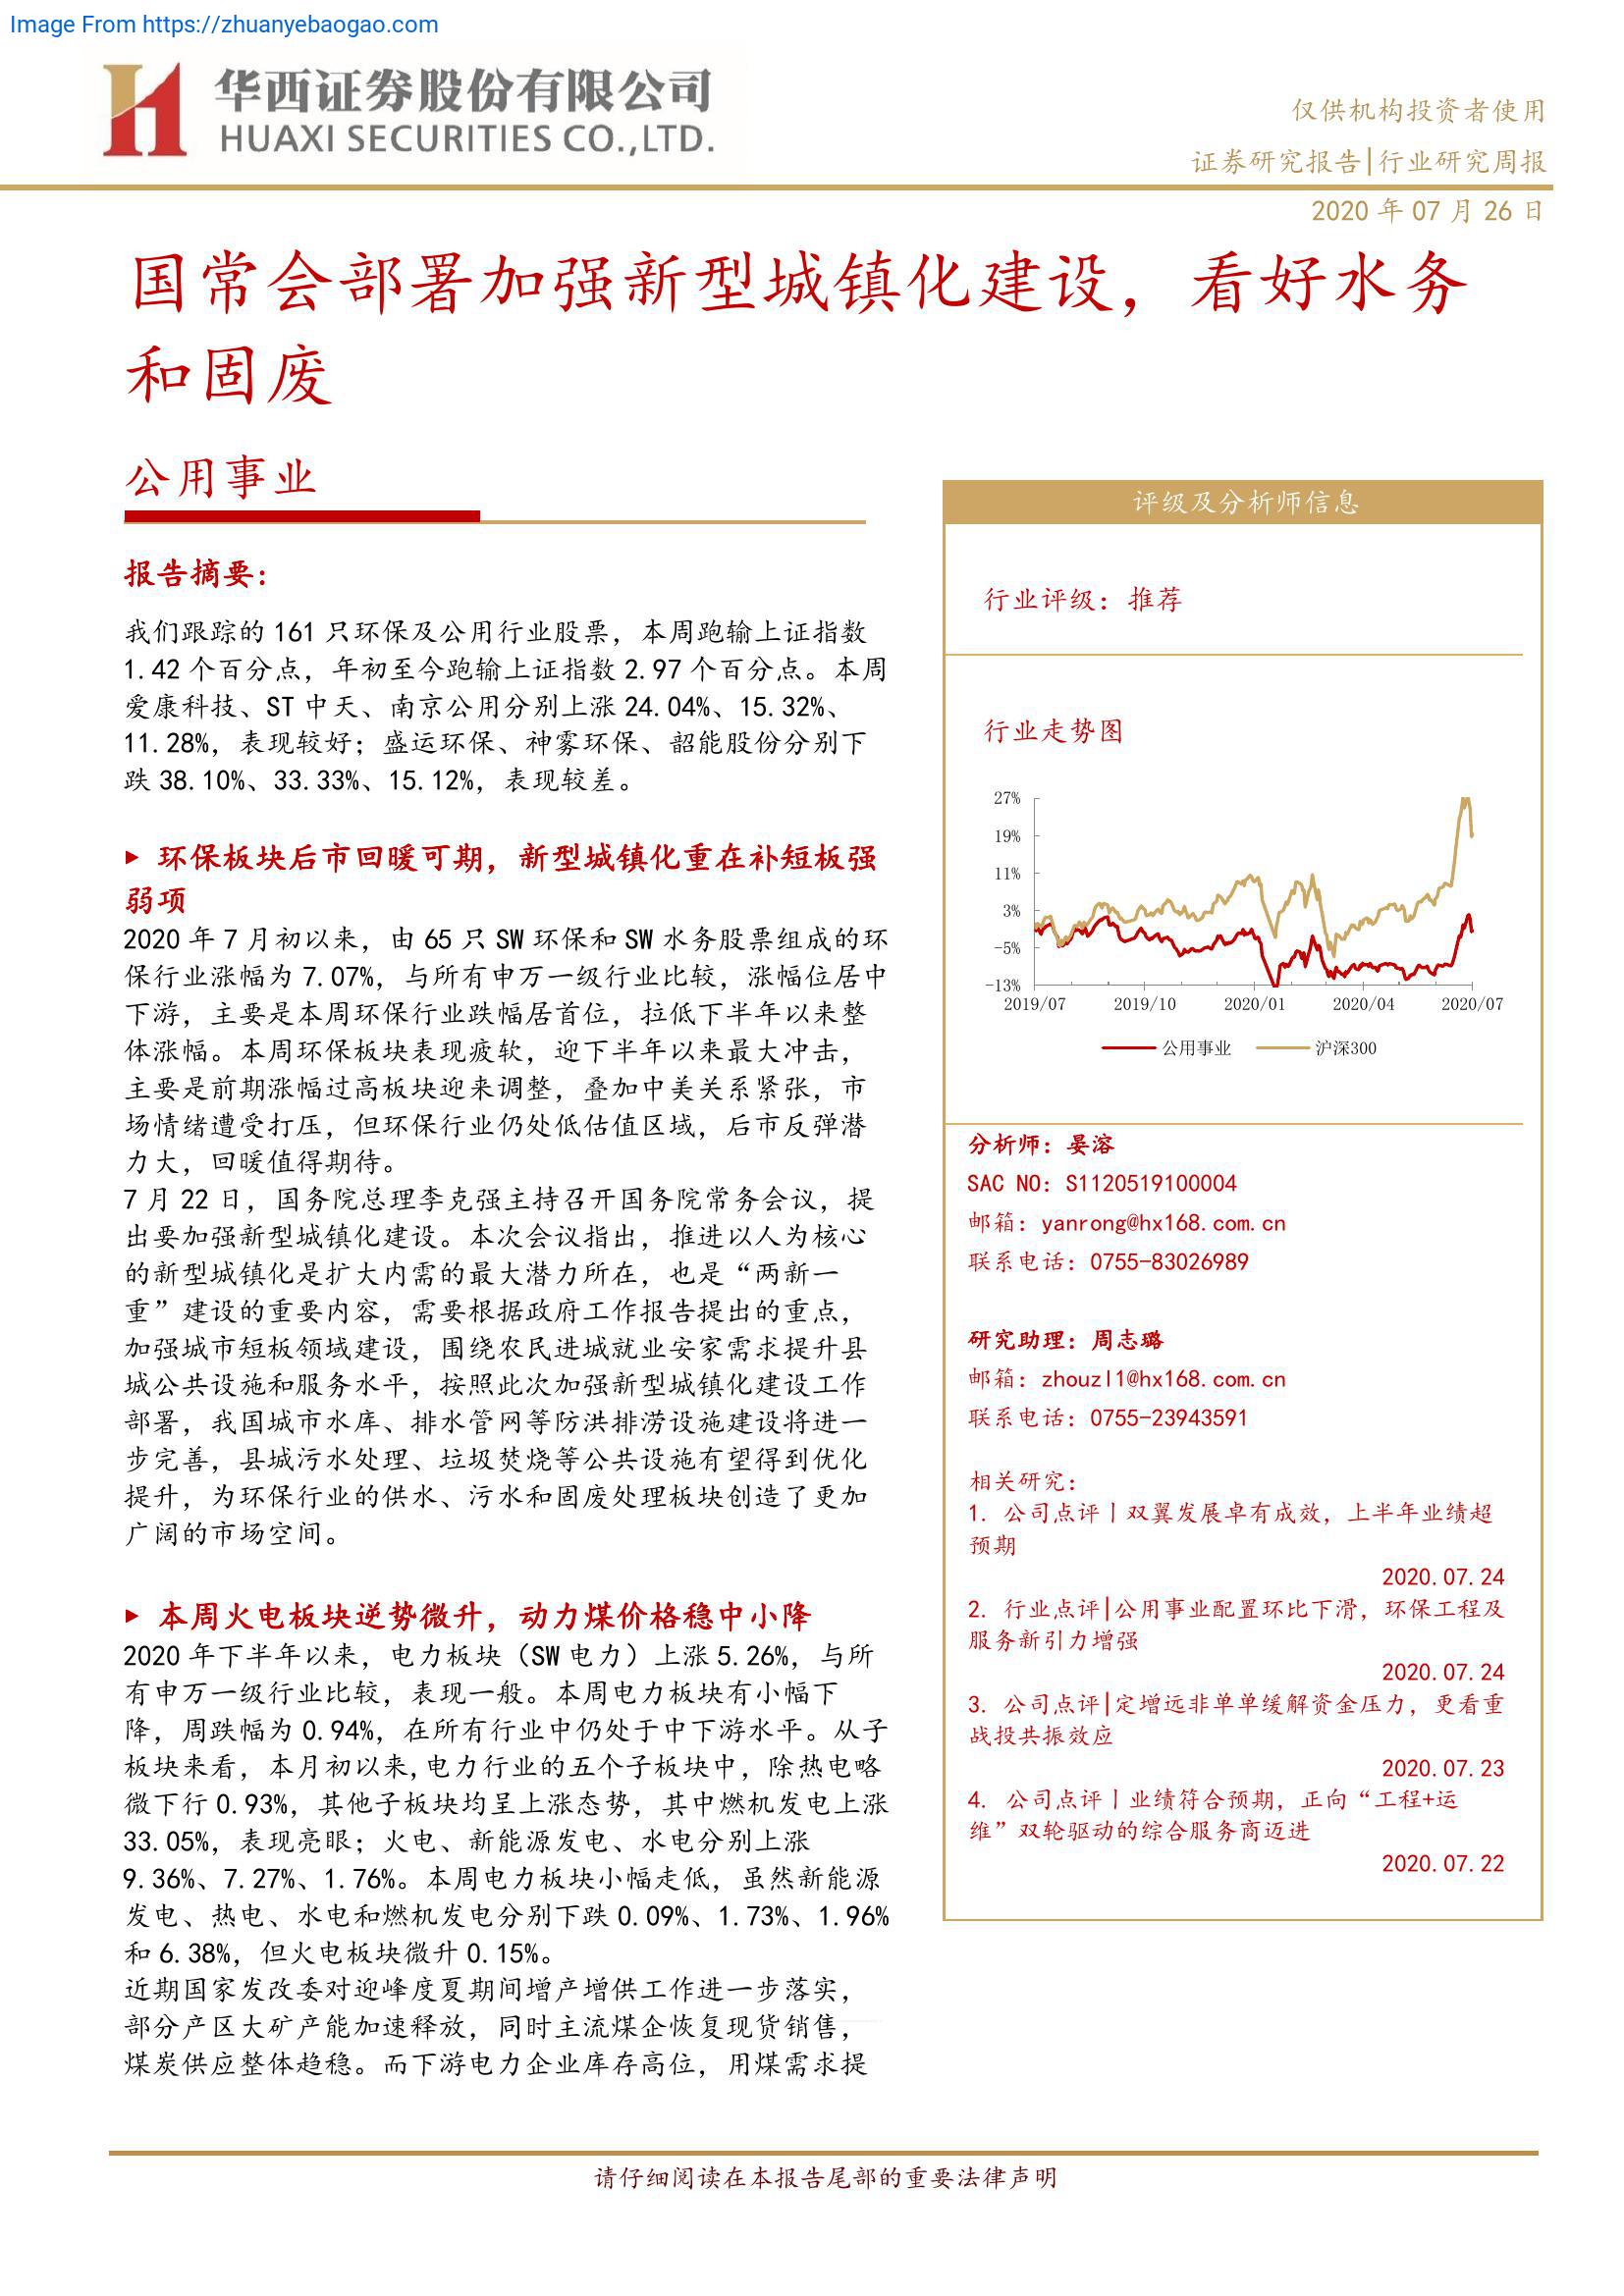 Image From https://zhuanyebaogao.com
华西证券股份有限公司
HUAXI SECURITIES CO.,LTD.
仅供机构投资者使用
证券研究报告|行业研究周报
2020 年 07 月 26 日
国常会部署加强新型城镇化建设，看好水务
和固废
公用事业
报告摘要：
我们跟踪的 161 只环保及公用行业股票，本周跑输上证指数
1.42 个百分点，年初至今跑输上证指数 2.97 个百分点。本周
爱康科技、ST 中天、南京公用分别上涨 24.04%、15.32%、
11.28%，表现较好；盛运环保、神雾环保、韶能股份分别下
跌 38.10%、33.33%、15.12%，表现较差。
► 环保板块后市回暖可期，新型城镇化重在补短板强
弱项
2020 年 7 月初以来，由 65 只 SW 环保和 SW 水务股票组成的环
保行业涨幅为 7.07%，与所有申万一级行业比较，涨幅位居中
下游，主要是本周环保行业跌幅居首位，拉低下半年以来整
体涨幅。本周环保板块表现疲软，迎下半年以来最大冲击，
主要是前期涨幅过高板块迎来调整，叠加中美关系紧张，市
场情绪遭受打压，但环保行业仍处低估值区域，后市反弹潜
力大，回暖值得期待。
7 月 22 日，国务院总理李克强主持召开国务院常务会议，提
出要加强新型城镇化建设。本次会议指出，推进以人为核心
的新型城镇化是扩大内需的最大潜力所在，也是“两新一
重”建设的重要内容，需要根据政府工作报告提出的重点，
加强城市短板领域建设，围绕农民进城就业安家需求提升县
城公共设施和服务水平，按照此次加强新型城镇化建设工作
部署，我国城市水库、排水管网等防洪排涝设施建设将进一
步完善，县城污水处理、垃圾焚烧等公共设施有望得到优化
提升，为环保行业的供水、污水和固废处理板块创造了更加
广阔的市场空间。
► 本周火电板块逆势微升，动力煤价格稳中小降
2020 年下半年以来，电力板块（SW 电力）上涨 5.26%，与所
有申万一级行业比较，表现一般。本周电力板块有小幅下
降，周跌幅为 0.94%，在所有行业中仍处于中下游水平。从子
板块来看，本月初以来,电力行业的五个子板块中，除热电略
微下行 0.93%，其他子板块均呈上涨态势，其中燃机发电上涨
33.05%，表现亮眼；火电、新能源发电、水电分别上涨
9.36%、7.27%、1.76%。本周电力板块小幅走低，虽然新能源
发电、热电、水电和燃机发电分别下跌 0.09%、1.73%、1.96%
和 6.38%，但火电板块微升 0.15%。
近期国家发改委对迎峰度夏期间增产增供工作进一步落实，
部分产区大矿产能加速释放，同时主流煤企恢复现货销售，
煤炭供应整体趋稳。而下游电力企业库存高位，用煤需求提
评级及分析师信息
行业评级：推荐
行业走势图
27%
19%
11%
3%
-5%
-13%
2019/07 2019/10 2020/01 2020/04 2020/07
公用事业 沪深300
分析师：晏溶
SAC NO：S1120519100004
邮箱：yanrong@hx168.com.cn
联系电话：0755-83026989
研究助理：周志璐
邮箱：zhouzl1@hx168.com.cn
联系电话：0755-23943591
相关研究：
1. 公司点评丨双翼发展卓有成效，上半年业绩超
预期
2020.07.24
2. 行业点评|公用事业配置环比下滑，环保工程及
服务新引力增强
2020.07.24
3. 公司点评|定增远非单单缓解资金压力，更看重
战投共振效应
2020.07.23
4. 公司点评丨业绩符合预期，正向“工程+运
维”双轮驱动的综合服务商迈进
2020.07.22
请仔细阅读在本报告尾部的重要法律声明